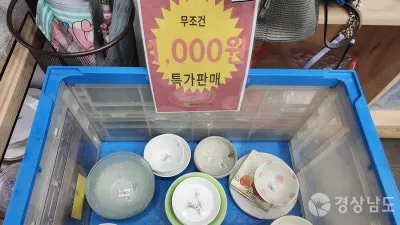 무조건
,000원
특가판매
경상남도